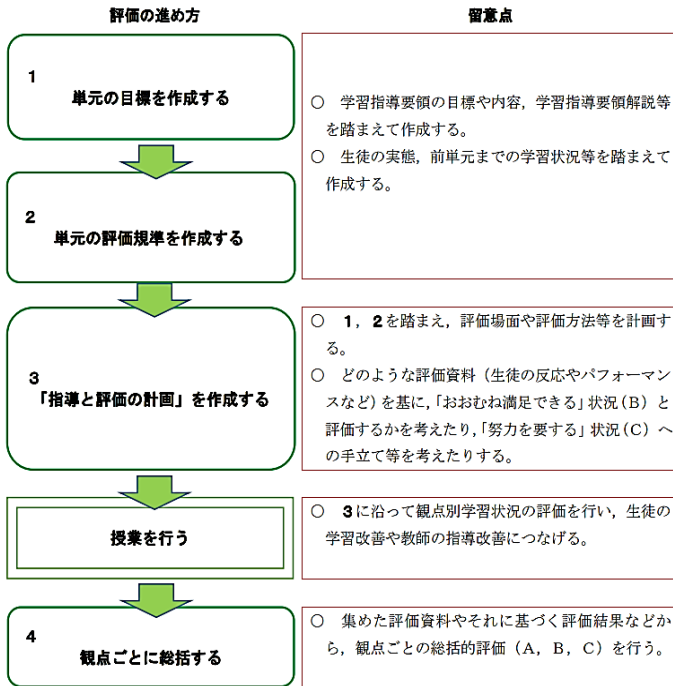 評価の進め方
留意点
1
単元の目標を作成する
○ 学習指導要領の目標や内容，学習指導要領解説等
を踏まえて作成する。
○ 生徒の実態，前単元までの学習状況等を踏まえて
作成する。
2
単元の評価規準を作成する
3
「指導と評価の計画」を作成する
○ 1，2を踏まえ，評価場面や評価方法等を計画す
る。
○ どのような評価資料（生徒の反応やパフォーマン
スなど）を基に，「おおむね満足できる」状況（B）と
評価するかを考えたり，「努力を要する」状況（C）へ
の手立て等を考えたりする。
授業を行う
○ 3に沿って観点別学習状況の評価を行い，生徒の
学習改善や教師の指導改善につなげる。
4
観点ごとに総括する
○ 集めた評価資料やそれに基づく評価結果などか
ら，観点ごとの総括的評価（A，B，C）を行う。